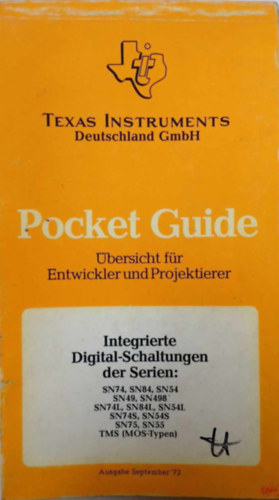 TEXAS INSTRUMENTS
Deutschland GmbH
Pocket Guide
Übersicht für
Entwickler und Projektierer
Integrierte
Digital-Schaltungen
der Serien:
SN74, SN84, SN54
SN49, SN498
SN74L, SN84L, SN54L
SN74S, SN54S
SN75, SN55
TMS (MOS-Typen)
Ausgabe September '73